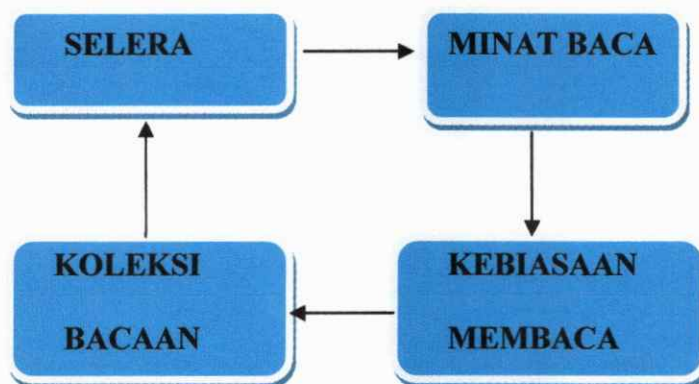 SELERA
MINAT BACA
KOLEKSI
BACAAN
KEBIASAAN
MEMBACA